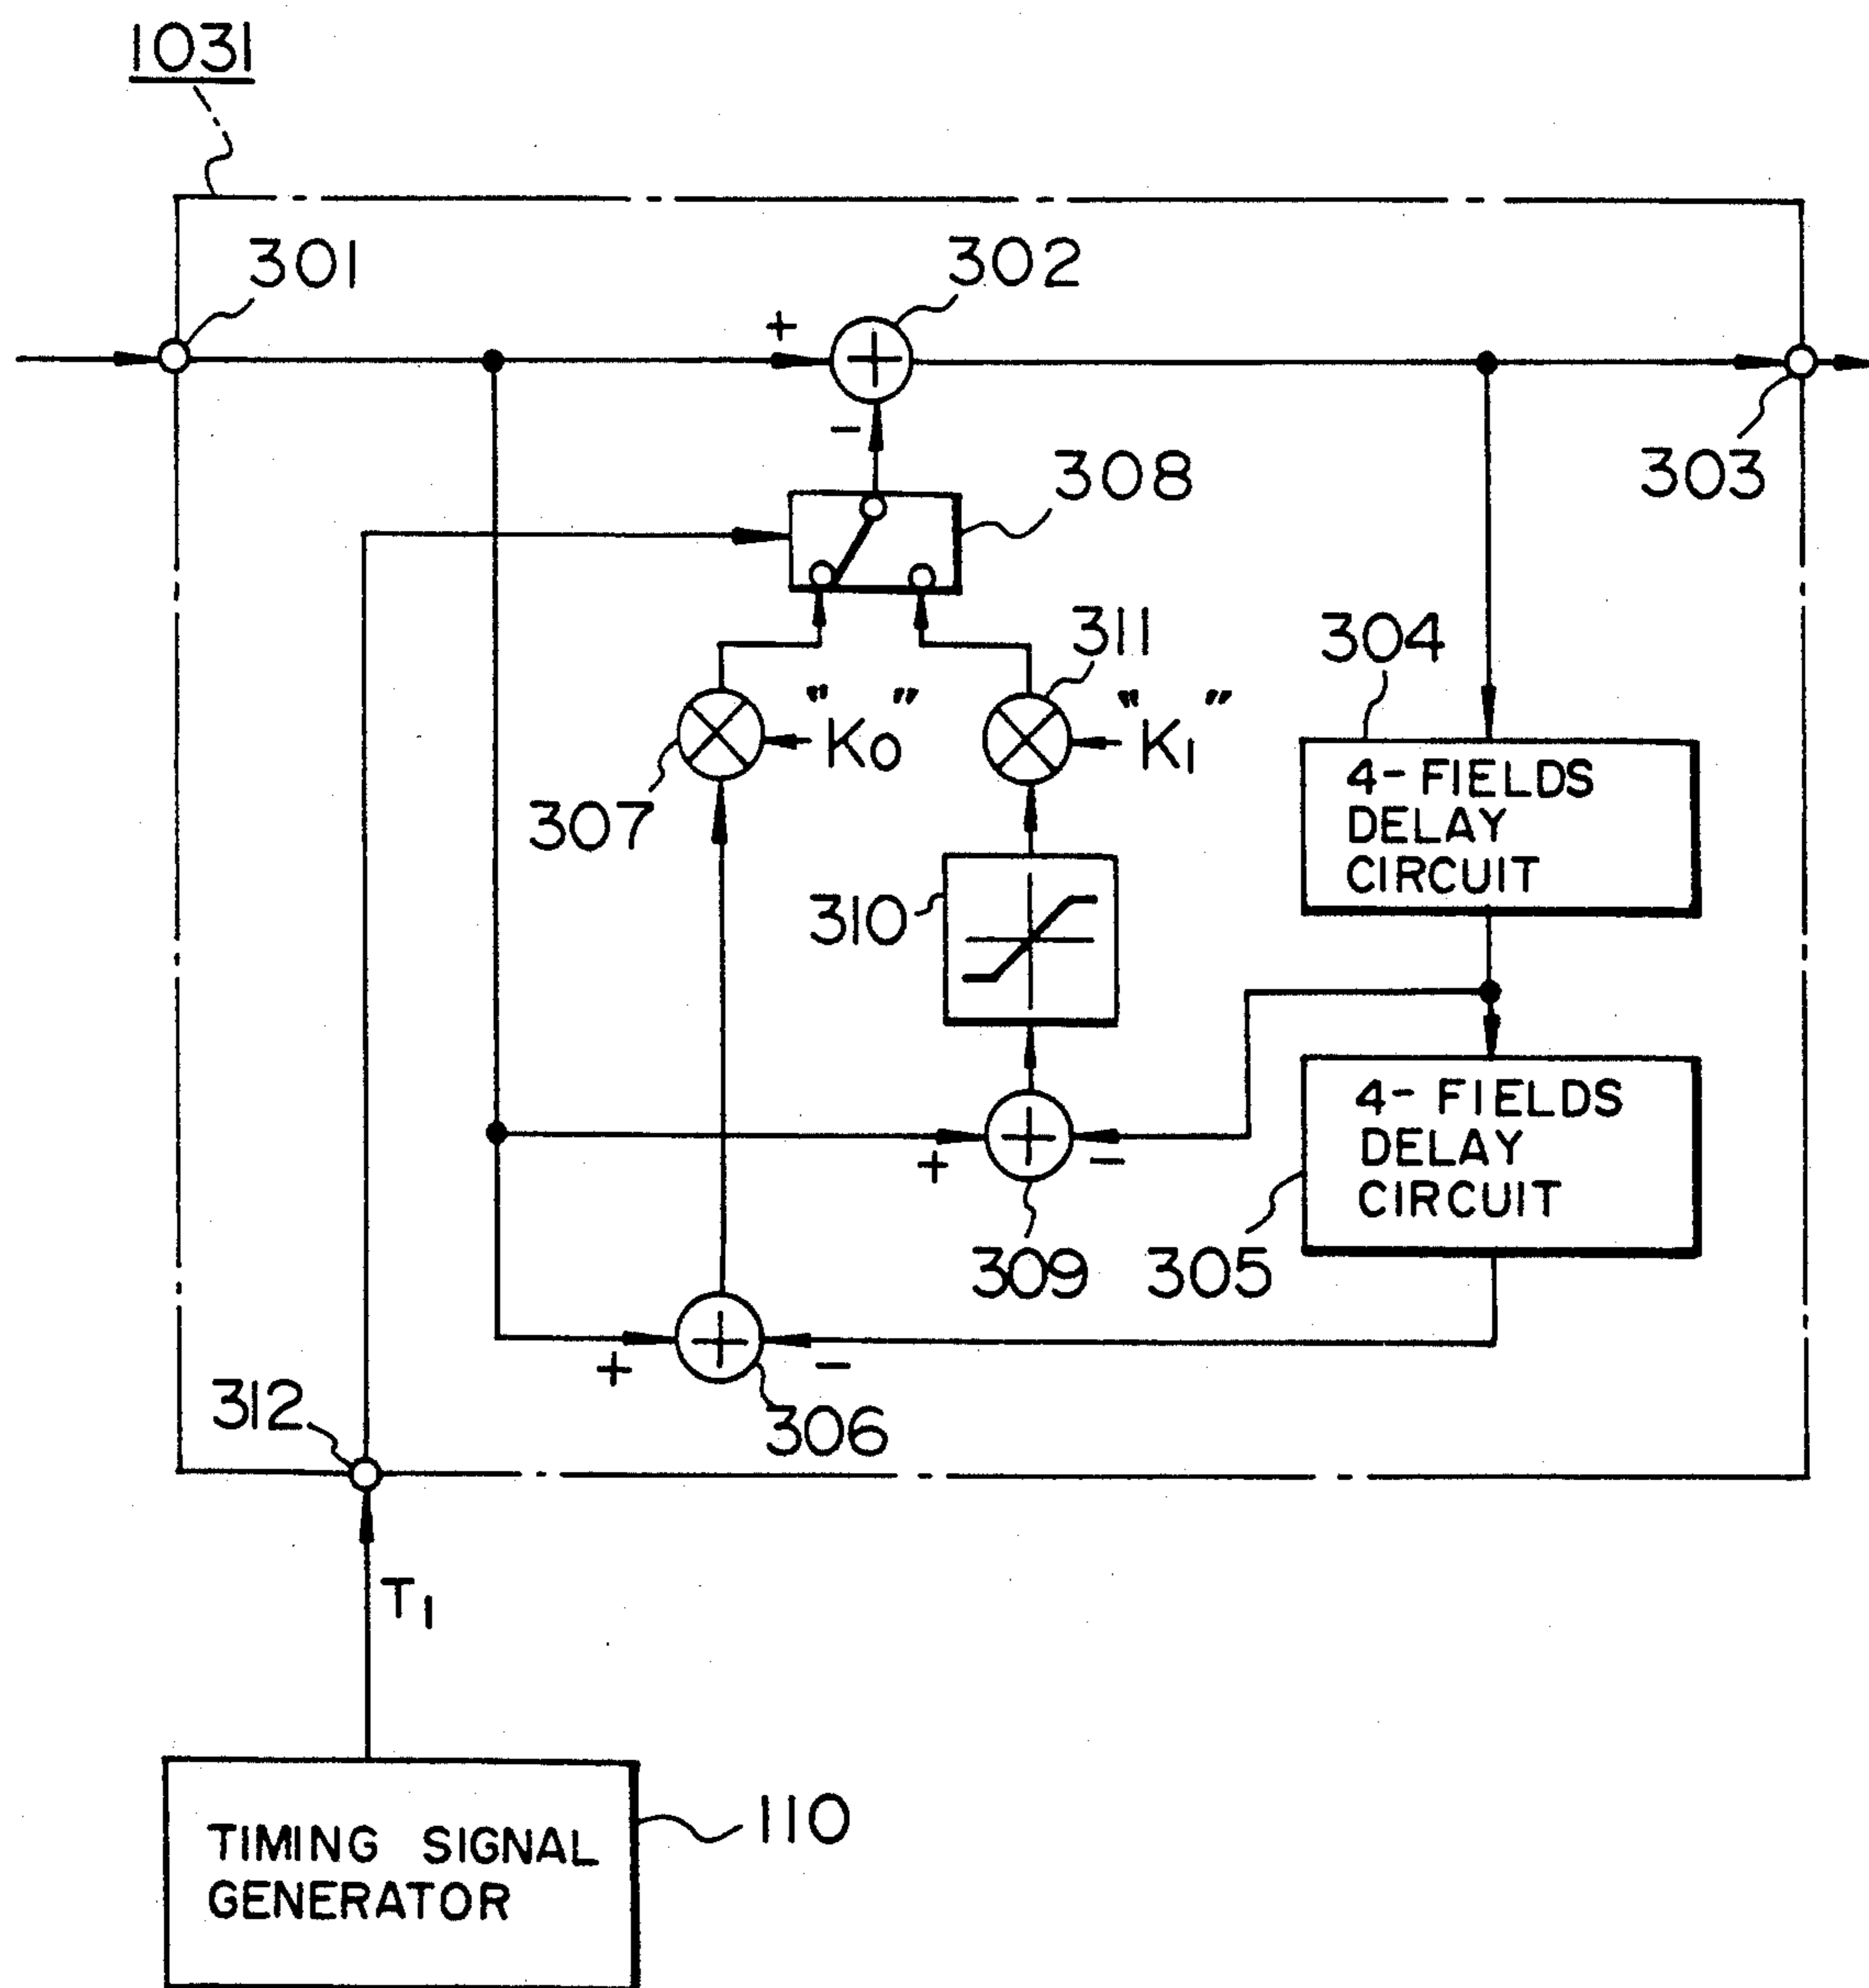 1031
301
302
+
-
308
303
311
304
"K0"
"K1"
307
4- FIELDS
DELAY
CIRCUIT
310
4- FIELDS
DELAY
CIRCUIT
+
-
309
305
+
-
306
312
T1
110
TIMING SIGNAL
GENERATOR